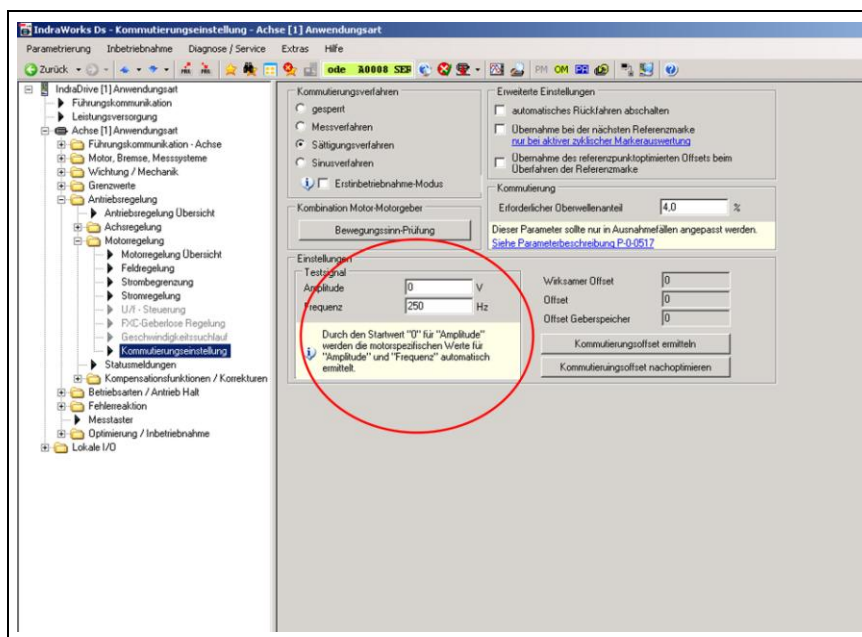 IndraWorks Ds - Kommutierungseinstellung - Achse [1] Anwendungsart
Parametrierung Inbetriebnahme Diagnose / Service Extras Hilfe
Zurück ode A0008 SEF PM OM
IndraDrive [1] Anwendungsart
Führungskommunikation
Leistungsversorgung
Achse [1] Anwendungsart
Führungskommunikation - Achse
Motor, Bremse, Messsysteme
Wichtung / Mechanik
Grenzwerte
Antriebsregelung
Antriebsregelung Übersicht
Achsregelung
Motorregelung
Motorregelung Übersicht
Feldregelung
Strombegrenzung
Stromregelung
U/f - Steuerung
FXC-Geberlose Regelung
Geschwindigkeitssuchlauf
Kommutierungseinstellung
Statusmeldungen
Kompensationsfunktionen / Korrekturen
Betriebsarten / Antrieb Halt
Fehlerreaktion
Messtaster
Optimierung / Inbetriebnahme
Lokale I/O
Kommutierungsverfahren
gesperrt
Messverfahren
Sättigungsverfahren
Sinusverfahren
Erstinbetriebnahme-Modus
Kombination Motor-Motorgeber
Bewegungssinn-Prüfung
Erweiterte Einstellungen
automatisches Rückfahren abschalten
Übernahme bei der nächsten Referenzmarke
nur bei aktiver zyklischer Markerauswertung
Übernahme des referenzpunktoptimierten Offsets beim
Überfahren der Referenzmarke
Kommutierung
Erforderlicher Oberwellenanteil 4,0 %
Dieser Parameter sollte nur in Ausnahmefällen angepasst werden.
Siehe Parameterbeschreibung P-0-0517
Einstellungen
Testsignal
Amplitude 0 V
Frequenz 250 Hz
Durch den Startwert "0" für "Amplitude"
werden die motorspezifischen Werte für
"Amplitude" und "Frequenz" automatisch
ermittelt.
Wirksamer Offset 0
Offset 0
Offset Geberspeicher 0
Kommutierungsoffset ermitteln
Kommutieruingsoffset nachoptimieren